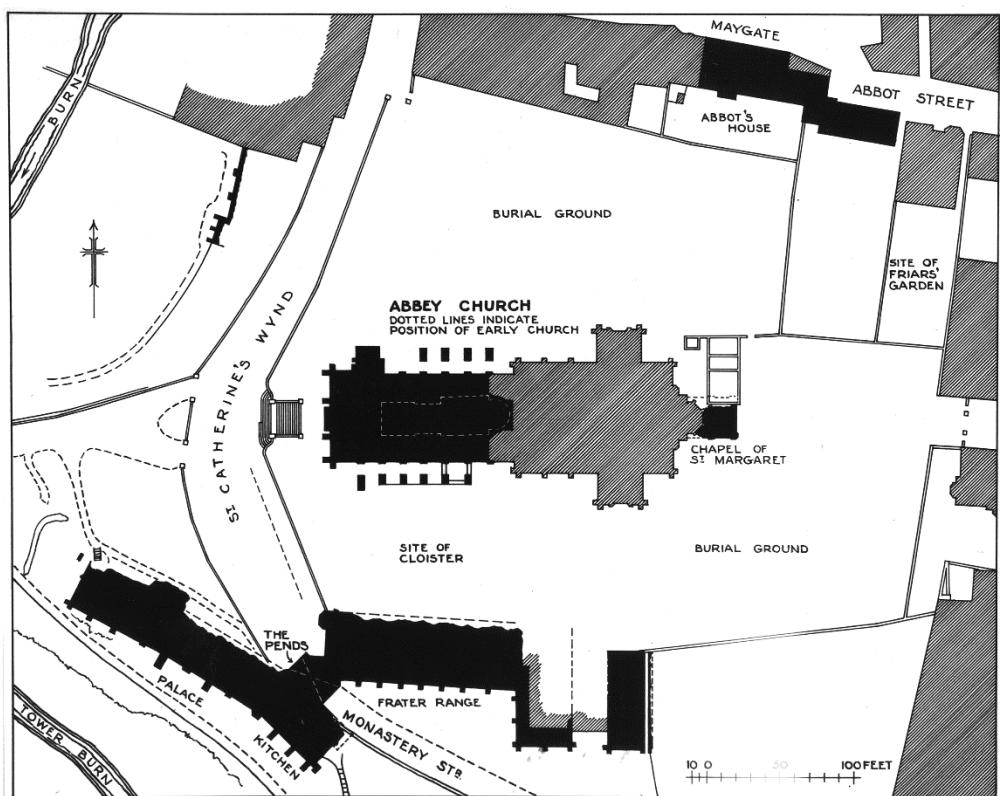 MAYGATE
ABBOT STREET
BURN
ABBOT'S
HOUSE
BURIAL GROUND
SITE OF
FRIARS'
GARDEN
ABBEY CHURCH
DOTTED LINES INDICATE
POSITION OF EARLY CHURCH
ST CATHERINE'S WYND
CHAPEL OF
ST MARGARET
SITE OF
CLOISTER
BURIAL GROUND
THE
PENDS
PALACE
FRATER RANGE
KITCHEN
MONASTERY STR.
TOWER BURN
10 0 50 100 FEET